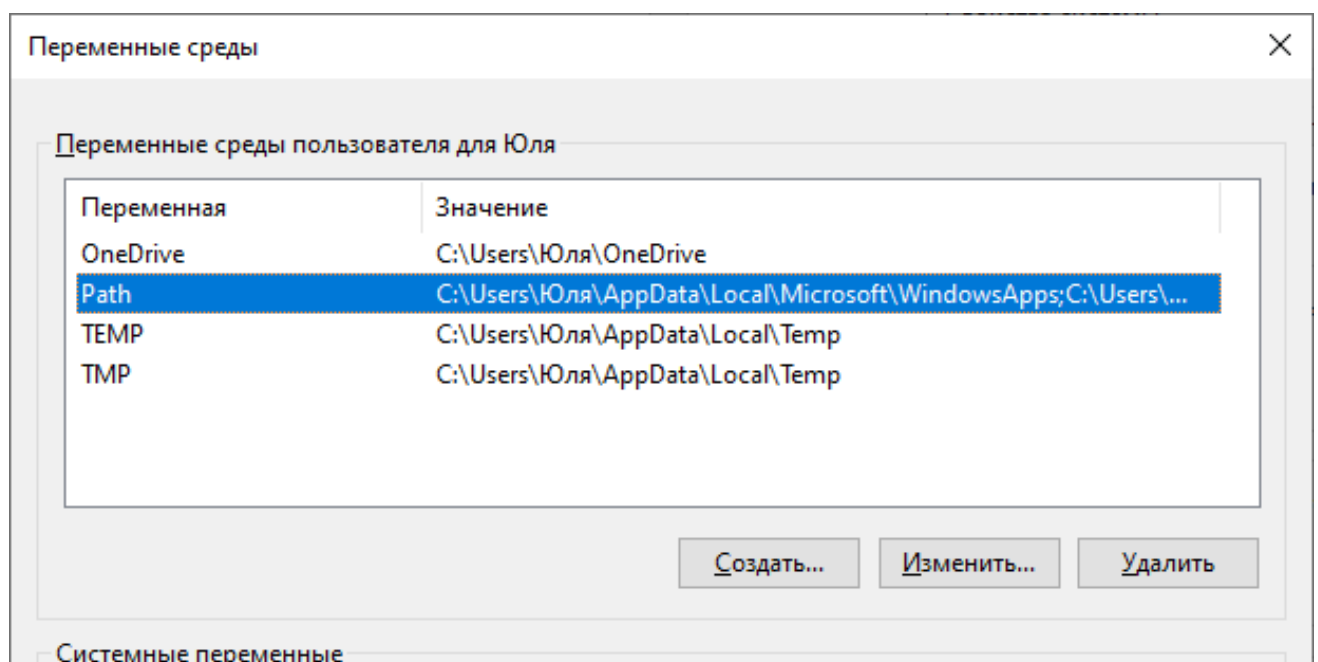 Переменные среды
Переменные среды пользователя для Юля
Переменная Значение
OneDrive C:\Users\Юля\OneDrive
Path C:\Users\Юля\AppData\Local\Microsoft\WindowsApps;C:\Users\...
TEMP C:\Users\Юля\AppData\Local\Temp
TMP C:\Users\Юля\AppData\Local\Temp
Создать... Изменить... Удалить
Системные переменные